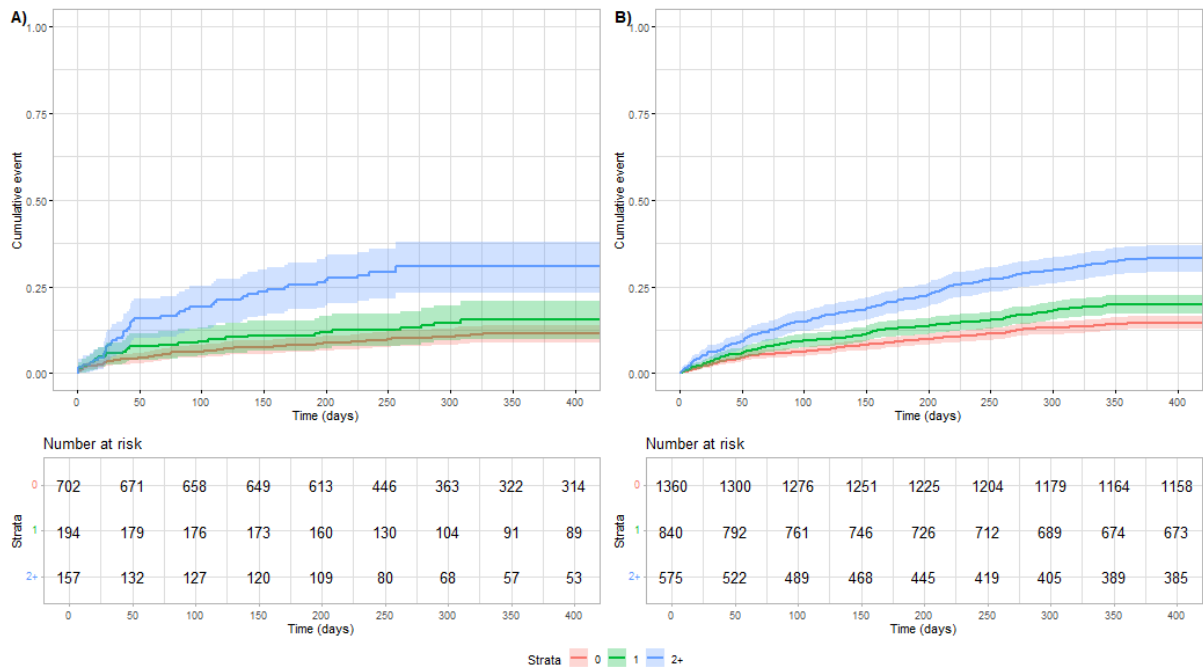 A)
1.00
0.75
0.50
0.25
0.00
Cumulative event
0 50 100 150 200 250 300 350 400
Time (days)
B)
1.00
0.75
0.50
0.25
0.00
Cumulative event
0 50 100 150 200 250 300 350 400
Time (days)
Number at risk
Strata
0 702 671 658 649 613 446 363 322 314
1 194 179 176 173 160 130 104 91 89
2+ 157 132 127 120 109 80 68 57 53
0 50 100 150 200 250 300 350 400
Time (days)
Number at risk
Strata
0 1360 1300 1276 1251 1225 1204 1179 1164 1158
1 840 792 761 746 726 712 689 674 673
2+ 575 522 489 468 445 419 405 389 385
0 50 100 150 200 250 300 350 400
Time (days)
Strata 0 1 2+